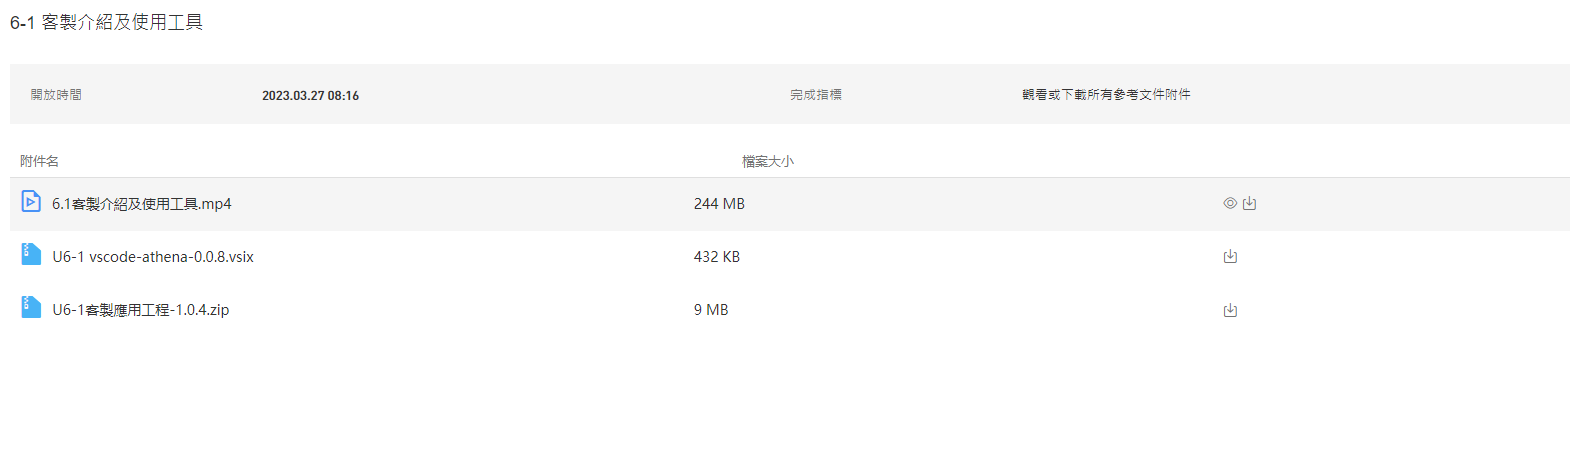 6-1 客製介紹及使用工具
開放時間 2023.03.27 08:16 完成指標 觀看或下載所有參考文件附件
附件名 檔案大小
6.1客製介紹及使用工具.mp4 244 MB
U6-1 vscode-athena-0.0.8.vsix 432 KB
U6-1客製應用工程-1.0.4.zip 9 MB